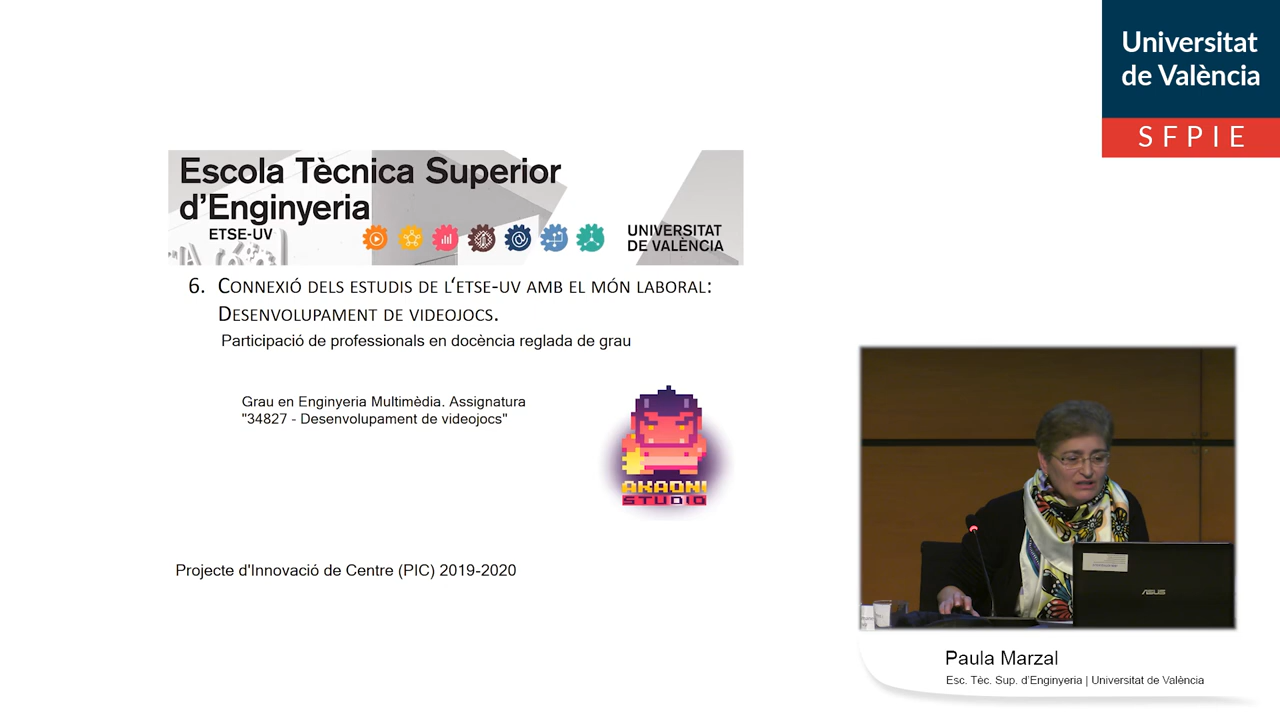 Universitat
de València
SFPIE
Escola Tècnica Superior
d'Enginyeria
ETSE-UV
UNIVERSITAT
DE VALÈNCIA
6. CONNEXIÓ DELS ESTUDIS DE L‘ETSE-UV AMB EL MÓN LABORAL:
DESENVOLUPAMENT DE VIDEOJOCS.
Participació de professionals en docència reglada de grau
Grau en Enginyeria Multimèdia. Assignatura
"34827 - Desenvolupament de videojocs"
AKAONI
STUDIO
Projecte d'Innovació de Centre (PIC) 2019-2020
ASUS
Paula Marzal
Esc. Tèc. Sup. d'Enginyeria | Universitat de València